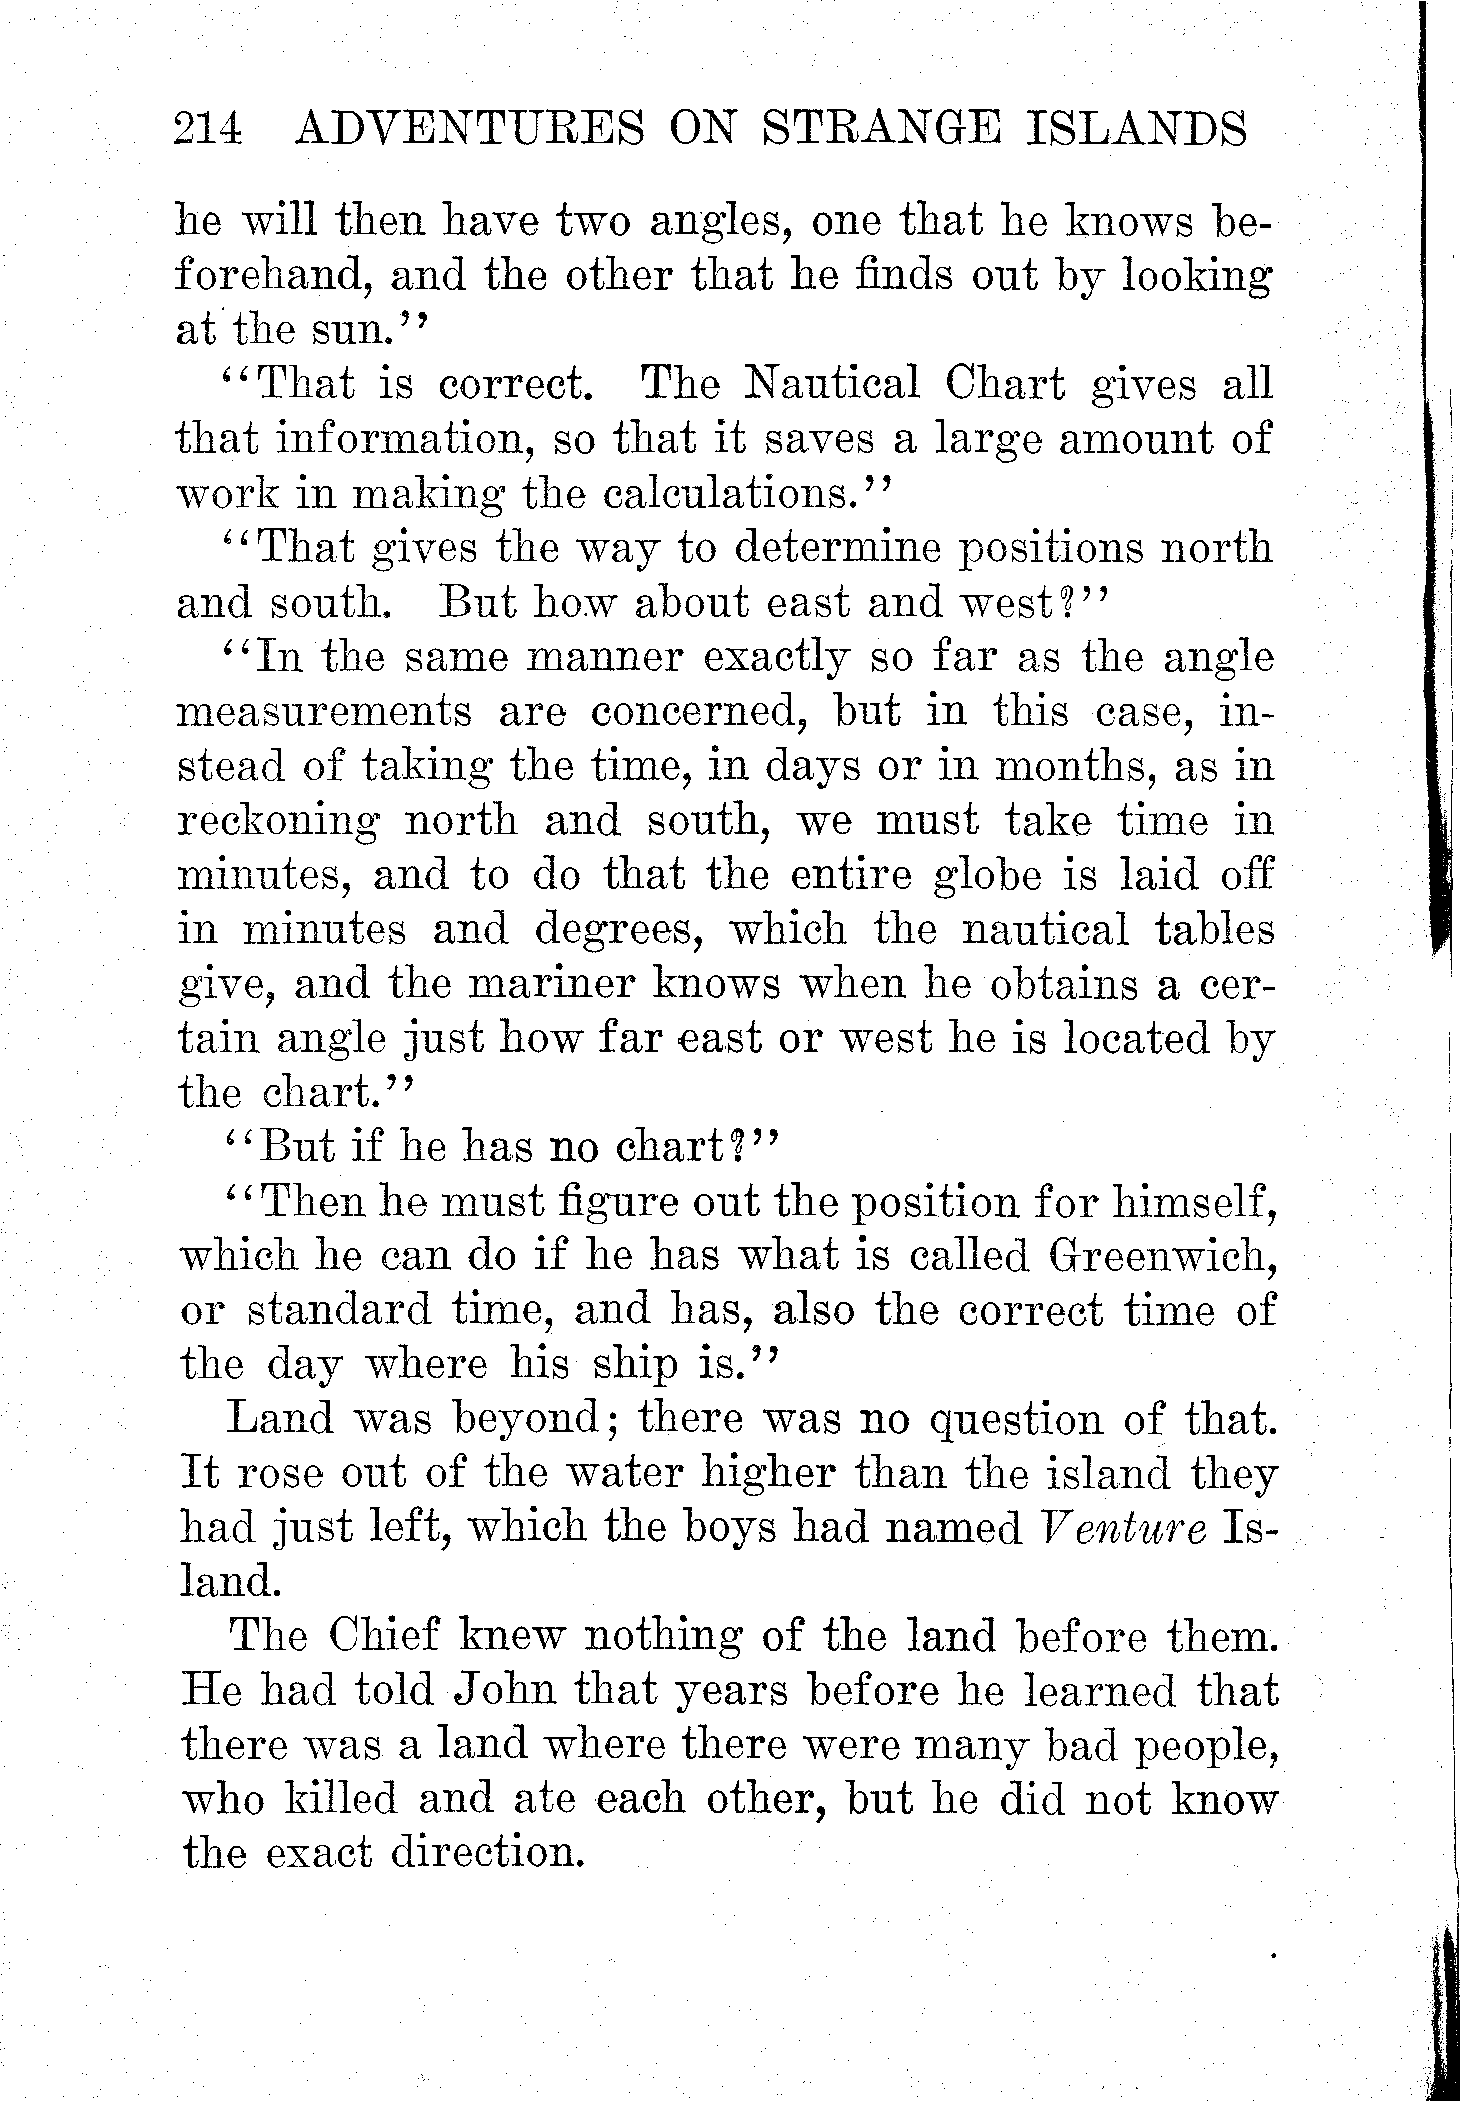 214 ADVENTURES ON STRANGE ISLANDS
he will then have two angles, one that he knows be-
forehand, and the other that he finds out by looking
at the sun.''
''That is correct. The Nautical Chart gives all
that information, so that it saves a large amount of
work in making the calculations.''
''That gives the way to determine positions north
and south. But how about east and west?''
''In the same manner exactly so far as the angle
measurements are concerned, but in this case, in-
stead of taking the time, in days or in months, as in
reckoning north and south, we must take time in
minutes, and to do that the entire globe is laid off
in minutes and degrees, which the nautical tables
give, and the mariner knows when he obtains a cer-
tain angle just how far east or west he is located by
the chart.''
''But if he has no chart?''
''Then he must figure out the position for himself,
which he can do if he has what is called Greenwich,
or standard time, and has, also the correct time of
the day where his ship is.''
Land was beyond; there was no question of that.
It rose out of the water higher than the island they
had just left, which the boys had named Venture Is-
land.
The Chief knew nothing of the land before them.
He had told John that years before he learned that
there was a land where there were many bad people,
who killed and ate each other, but he did not know
the exact direction.